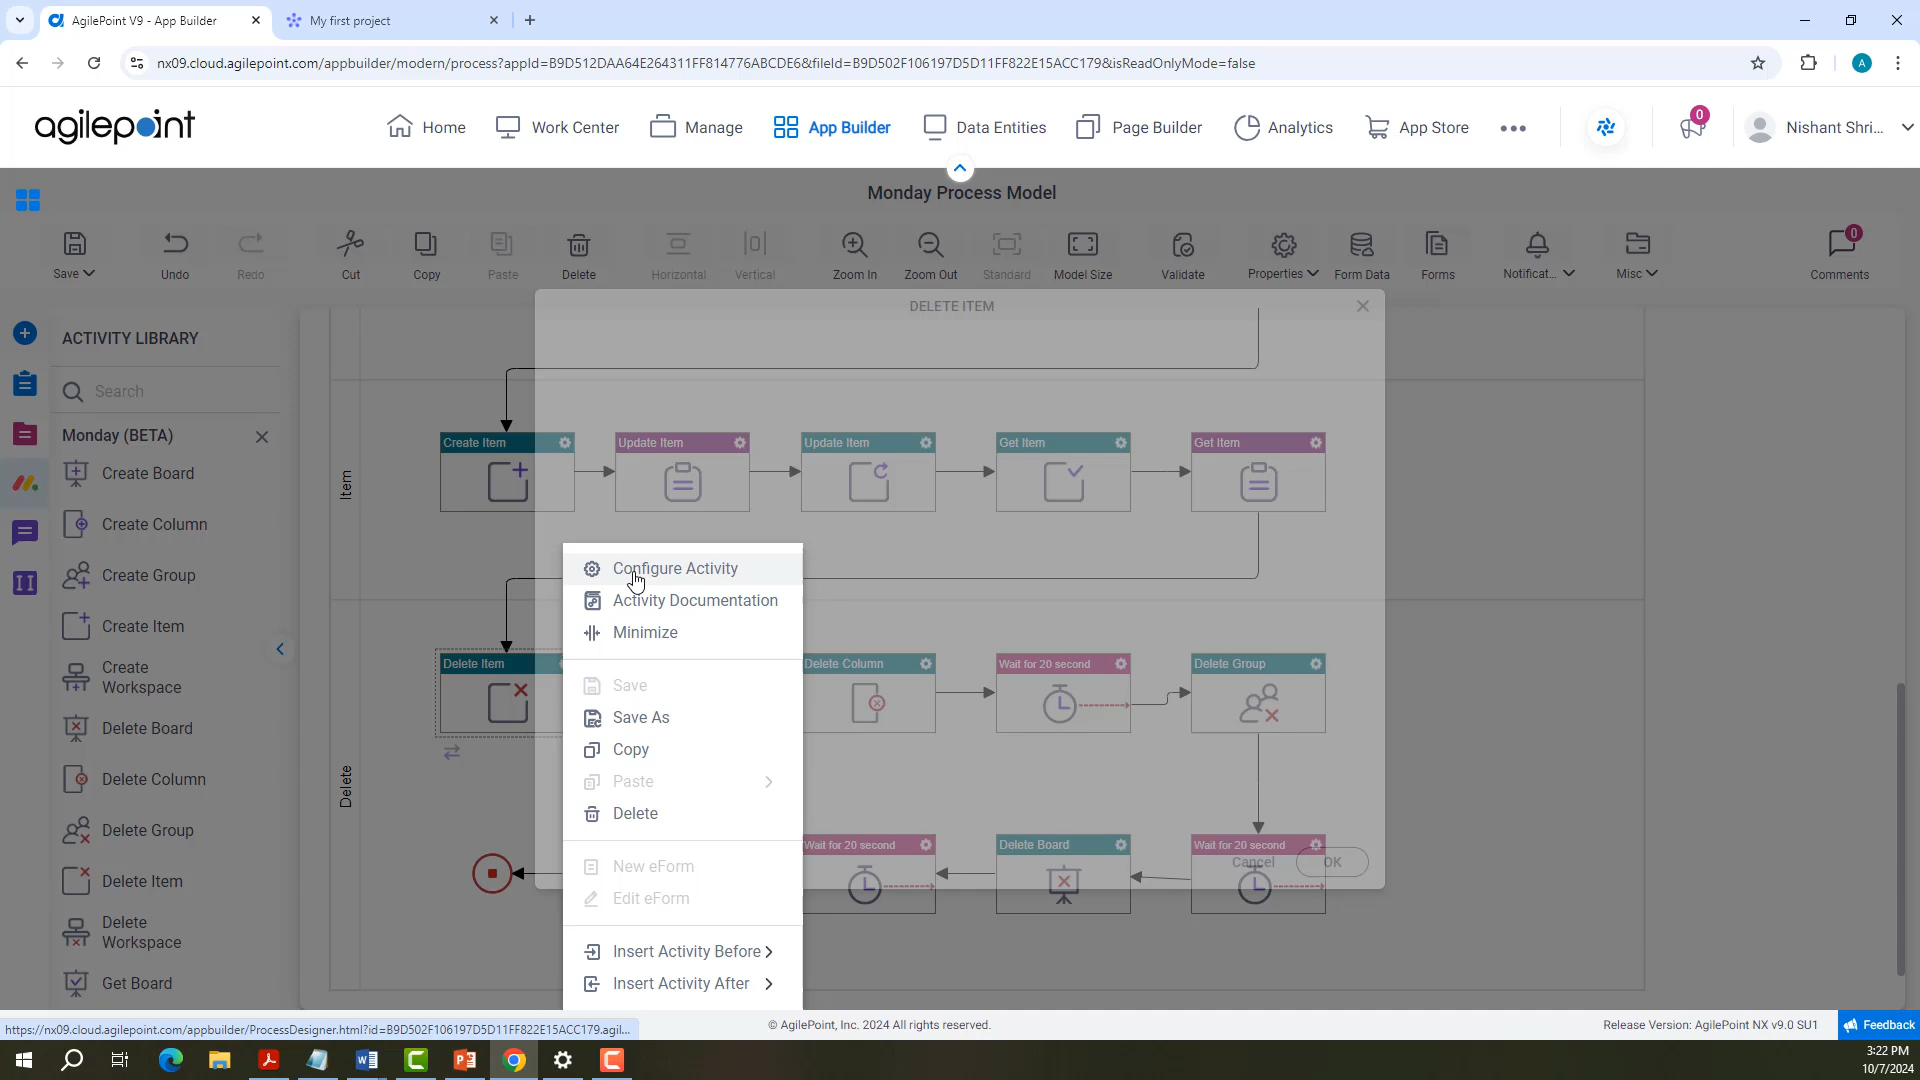 AgilePoint V9 - App Builder
My first project
nx09.cloud.agilepoint.com/appbuilder/modern/process?appId=B9D512DAA64E264311FF814776ABCDE6&fileId=B9D502F106197D5D11FF822E15ACC179&isReadOnlyMode=false
A
agilepoint
Home
Work Center
Manage
App Builder
Data Entities
Page Builder
Analytics
App Store
0
Nishant Shri...
Monday Process Model
Save
Undo
Redo
Cut
Copy
Paste
Delete
Horizontal
Vertical
Zoom In
Zoom Out
Standard
Model Size
Validate
Properties
Form Data
Forms
Notificat...
Misc
0
Comments
DELETE ITEM
ACTIVITY LIBRARY
Search
Monday (BETA)
Create Board
Create Column
Create Group
Create Item
Create
Workspace
Delete Board
Delete Column
Delete Group
Delete Item
Delete
Workspace
Get Board
Item
Create Item
Update Item
Update Item
Get Item
Get Item
Delete
Delete Item
Delete Column
Wait for 20 second
Delete Group
Wait for 20 second
Delete Board
Wait for 20 second
Cancel
OK
Configure Activity
Activity Documentation
Minimize
Save
Save As
Copy
Paste
Delete
New eForm
Edit eForm
Insert Activity Before
Insert Activity After
https://nx09.cloud.agilepoint.com/appbuilder/ProcessDesigner.html?id=B9D502F106197D5D11FF822E15ACC179.agil...
© AgilePoint, Inc. 2024 All rights reserved.
Release Version: AgilePoint NX v9.0 SU1
Feedback
3:22 PM
10/7/2024